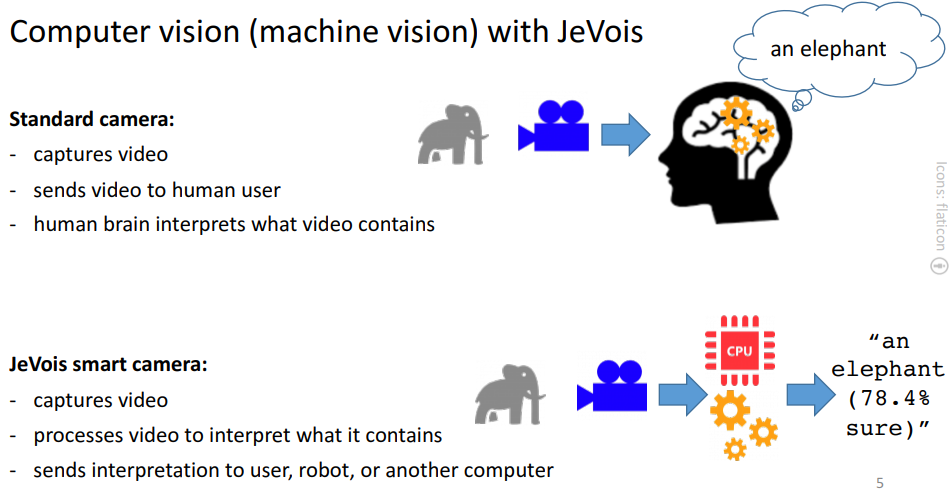 Computer vision (machine vision) with JeVois
an elephant
Standard camera:
- captures video
- sends video to human user
- human brain interprets what video contains
Icons: flaticon
JeVois smart camera:
- captures video
- processes video to interpret what it contains
- sends interpretation to user, robot, or another computer
CPU
“an
elephant
(78.4%
sure)”
5